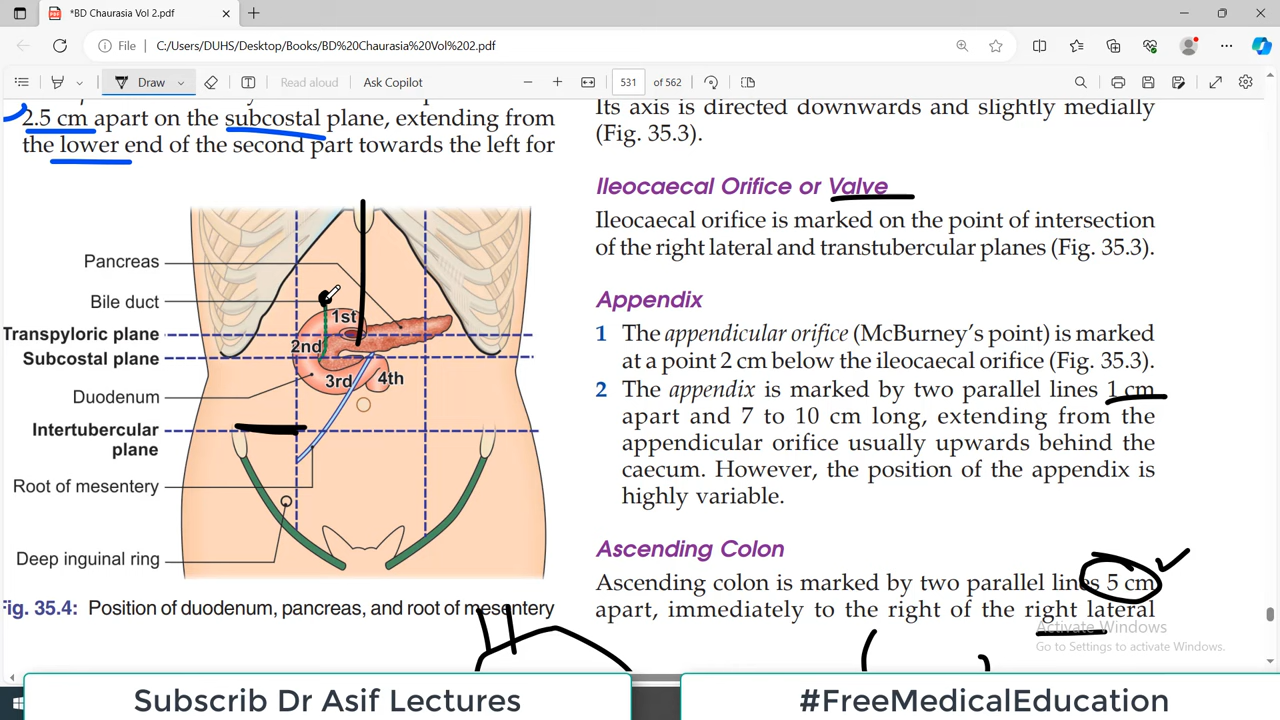 *BD Chaurasia Vol 2.pdf
File
C:/Users/DUHS/Desktop/Books/BD%20Chaurasia%20Vol%202.pdf
Draw
Read aloud
Ask Copilot
531 of 562
2.5 cm apart on the subcostal plane, extending from
the lower end of the second part towards the left for
Pancreas
Bile duct
Transpyloric plane
Subcostal plane
Duodenum
Intertubercular
plane
Root of mesentery
Deep inguinal ring
1st
2nd
3rd
4th
Fig. 35.4: Position of duodenum, pancreas, and root of mesentery
Its axis is directed downwards and slightly medially
(Fig. 35.3).
Ileocaecal Orifice or Valve
Ileocaecal orifice is marked on the point of intersection
of the right lateral and transtubercular planes (Fig. 35.3).
Appendix
1 The appendicular orifice (McBurney's point) is marked
at a point 2 cm below the ileocaecal orifice (Fig. 35.3).
2 The appendix is marked by two parallel lines 1 cm
apart and 7 to 10 cm long, extending from the
appendicular orifice usually upwards behind the
caecum. However, the position of the appendix is
highly variable.
Ascending Colon
Ascending colon is marked by two parallel lines 5 cm
apart, immediately to the right of the right lateral
Activate Windows
Go to Settings to activate Windows.
Subscrib Dr Asif Lectures
#FreeMedicalEducation